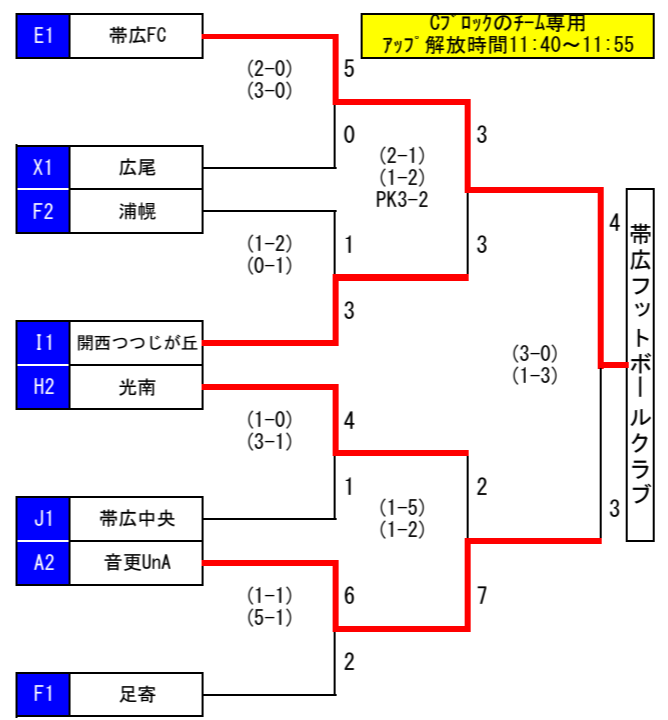 Cﾌﾞﾛｯｸのﾁｰﾑ専用
ｱｯﾌﾟ解放時間11:40～11:55
E1 帯広FC
(2-0)
(3-0)
5
0
X1 広尾
F2 浦幌
(1-2)
(0-1)
1
3
I1 開西つつじが丘
(2-1)
(1-2)
PK3-2
3
3
H2 光南
(1-0)
(3-1)
4
1
J1 帯広中央
A2 音更UnA
(1-1)
(5-1)
6
2
F1 足寄
(1-5)
(1-2)
2
7
(3-0)
(1-3)
4
3
帯広フットボールクラブ